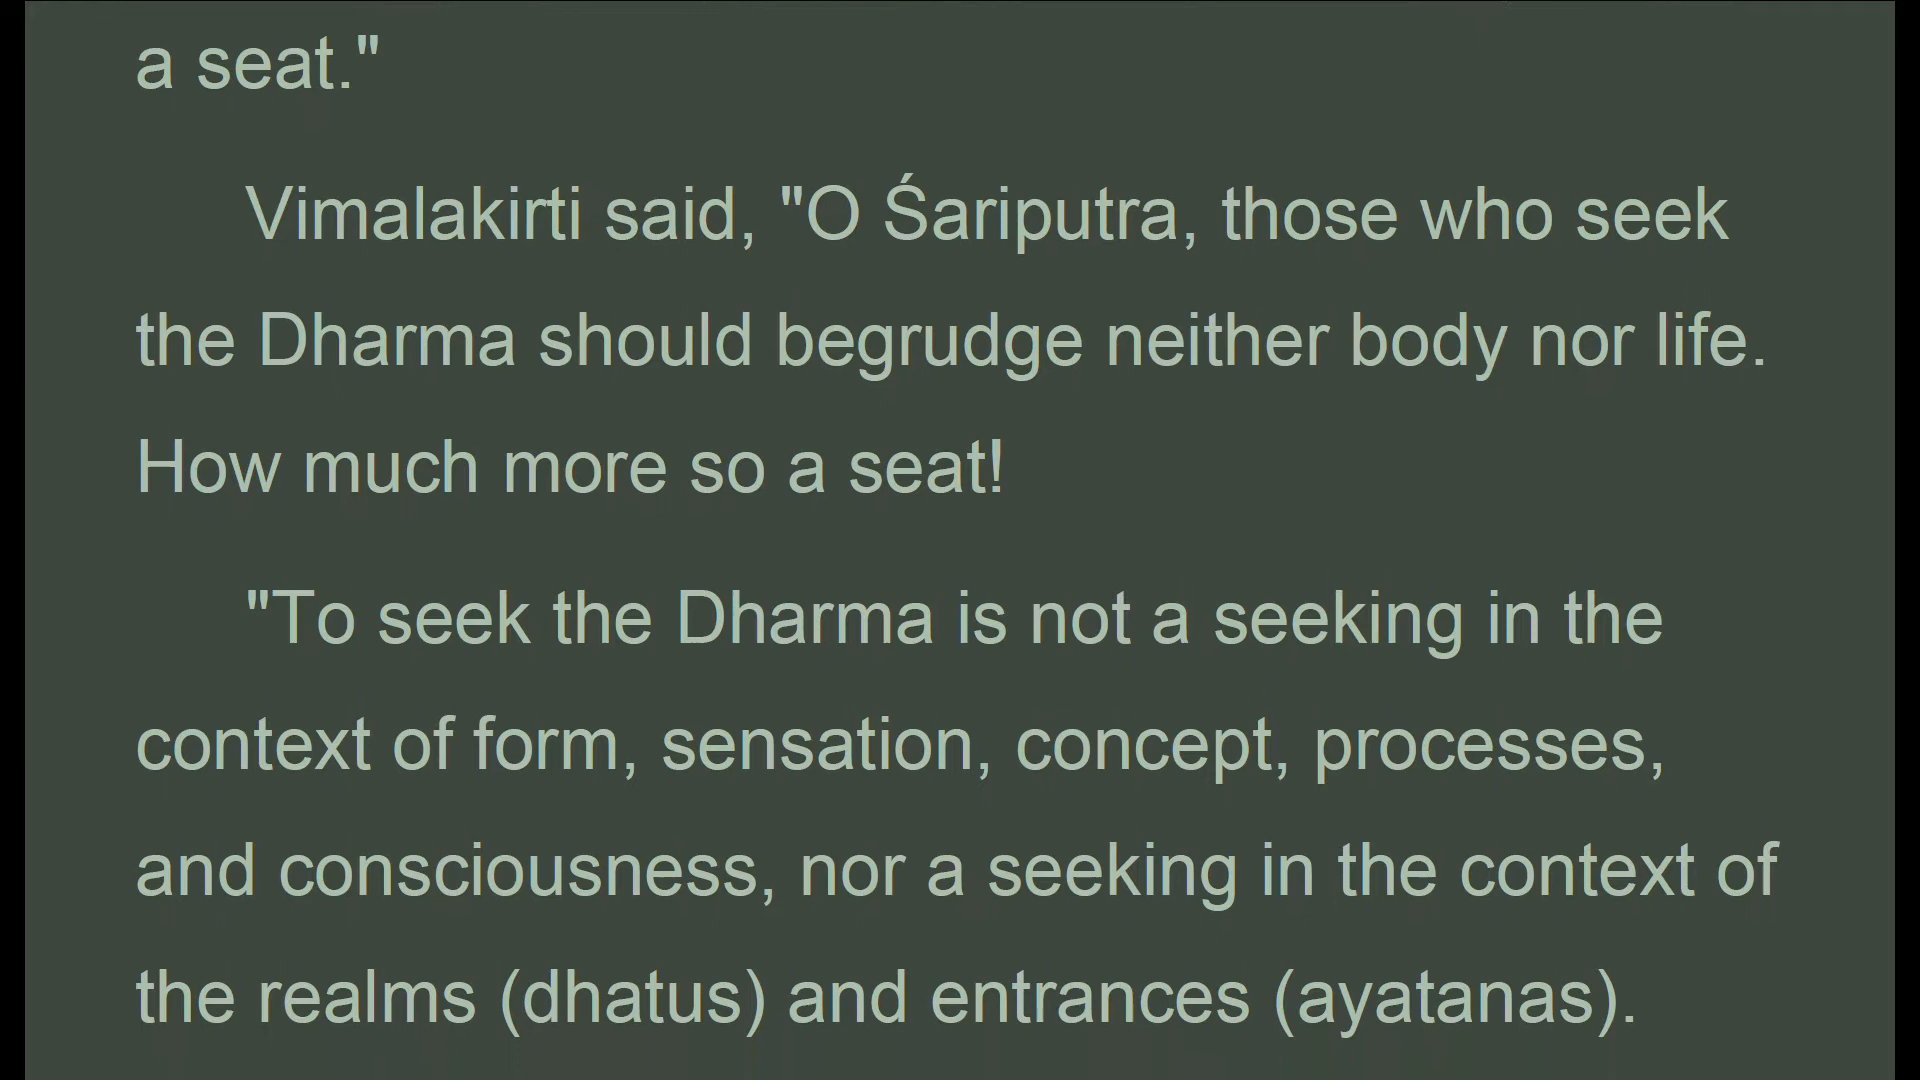 a seat."
Vimalakirti said, "O Śariputra, those who seek
the Dharma should begrudge neither body nor life.
How much more so a seat!
"To seek the Dharma is not a seeking in the
context of form, sensation, concept, processes,
and consciousness, nor a seeking in the context of
the realms (dhatus) and entrances (ayatanas).